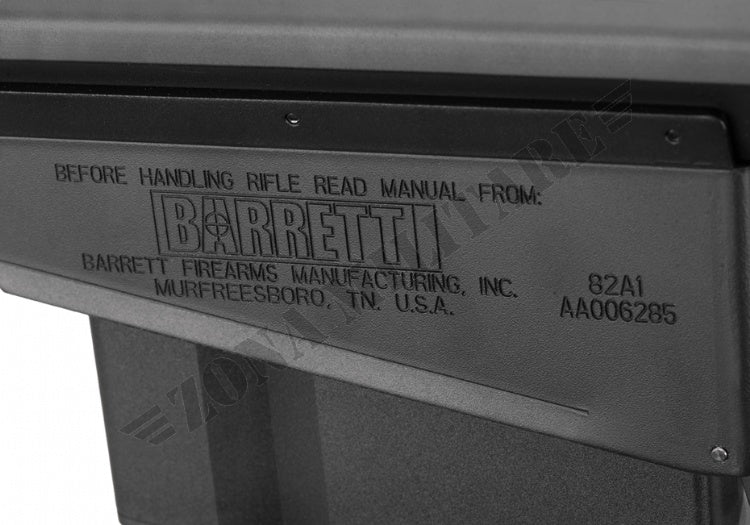 BEFORE HANDLING RIFLE READ MANUAL FROM:
BARRETT
BARRETT FIREARMS MANUFACTURING, INC.
MURFREESBORO, TN. U.S.A.
82A1
AA006285
ZONAMILITARE